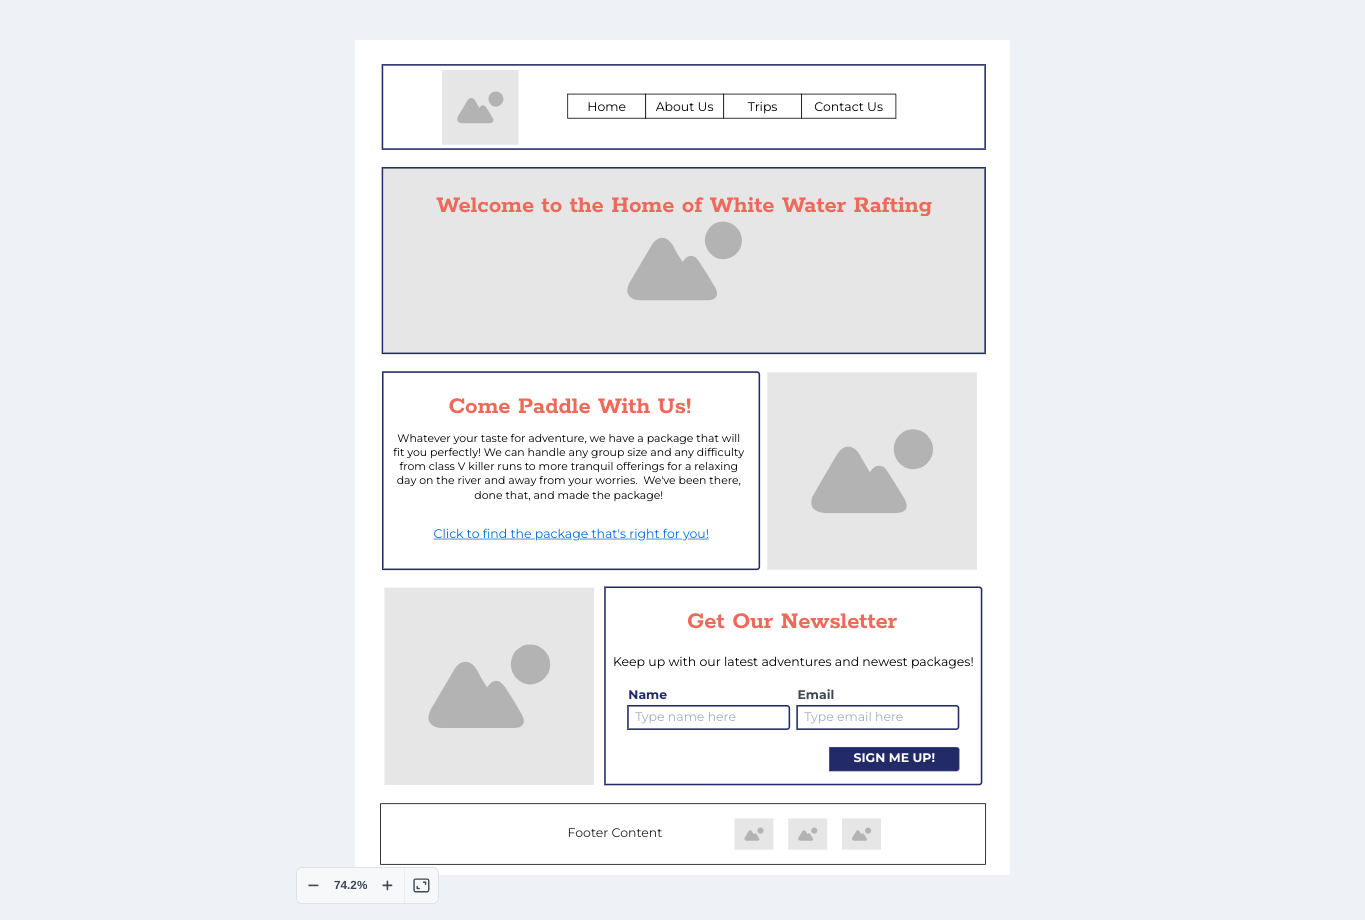 Home About Us Trips Contact Us
Welcome to the Home of White Water Rafting
Come Paddle With Us!
Whatever your taste for adventure, we have a package that will
fit you perfectly! We can handle any group size and any difficulty
from class V killer runs to more tranquil offerings for a relaxing
day on the river and away from your worries.  We've been there,
done that, and made the package!
Click to find the package that's right for you!
Get Our Newsletter
Keep up with our latest adventures and newest packages!
Name Email
Type name here Type email here
SIGN ME UP!
Footer Content
74.2%